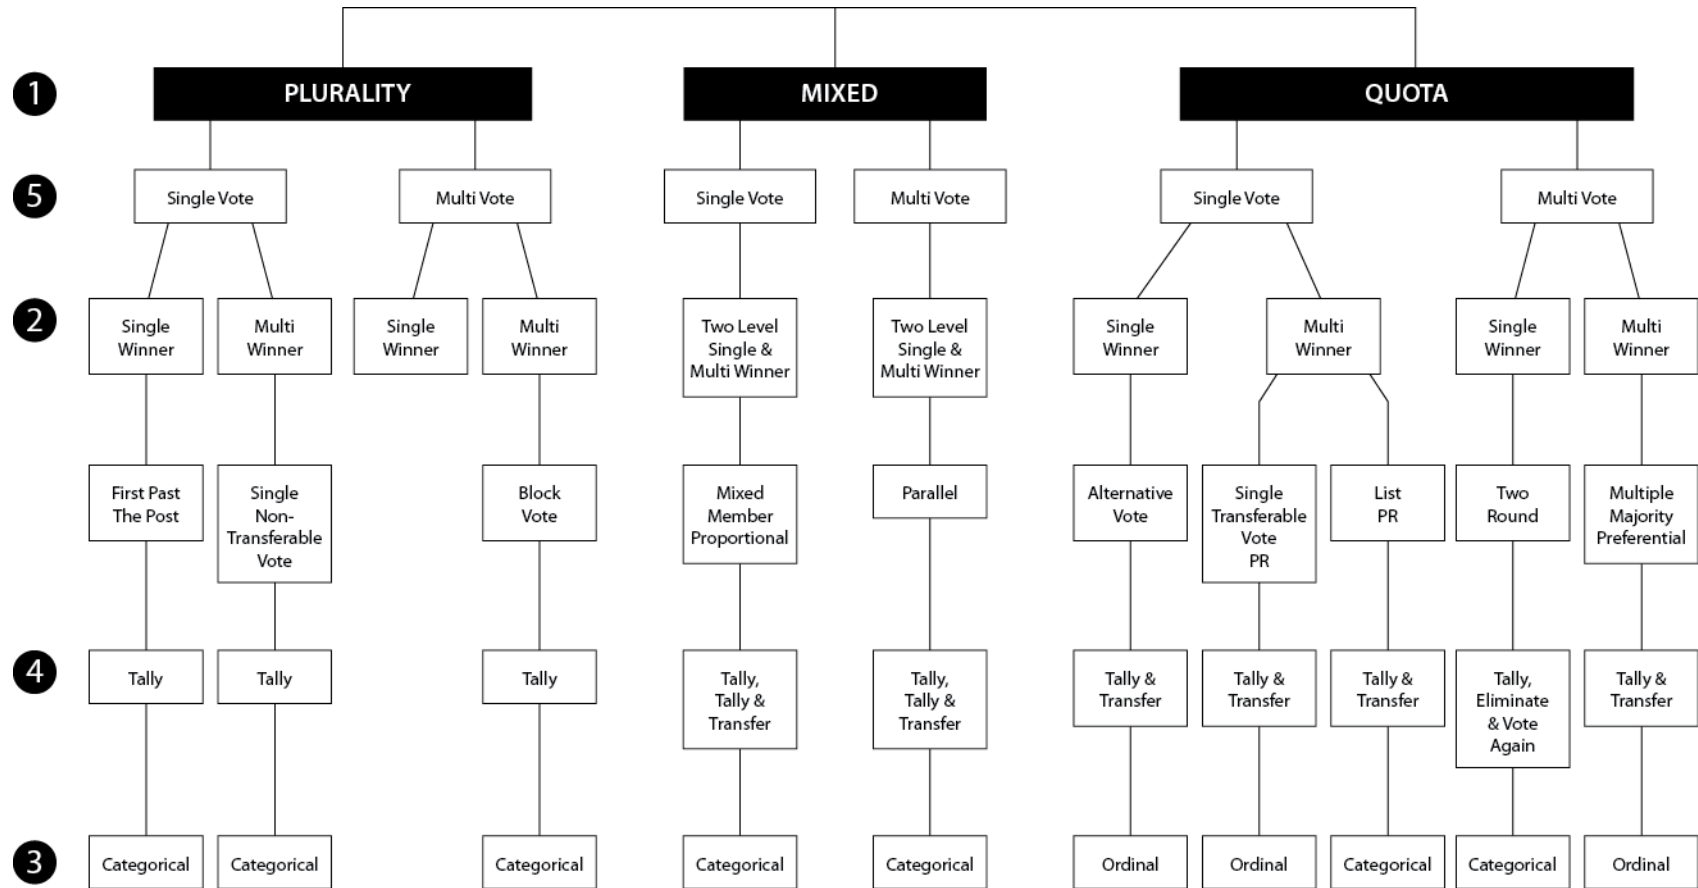 1
PLURALITY
MIXED
QUOTA
5
Single Vote
Multi Vote
Single Vote
Multi Vote
Single Vote
Multi Vote
2
Single
Winner
Multi
Winner
Single
Winner
Multi
Winner
Two Level
Single &
Multi Winner
Two Level
Single &
Multi Winner
Single
Winner
Multi
Winner
Single
Winner
Multi
Winner
First Past
The Post
Single
Non-
Transferable
Vote
Block
Vote
Mixed
Member
Proportional
Parallel
Alternative
Vote
Single
Transferable
Vote
PR
List
PR
Two
Round
Multiple
Majority
Preferential
4
Tally
Tally
Tally
Tally,
Tally &
Transfer
Tally,
Tally &
Transfer
Tally &
Transfer
Tally &
Transfer
Tally &
Transfer
Tally,
Eliminate
& Vote
Again
Tally &
Transfer
3
Categorical
Categorical
Categorical
Categorical
Categorical
Ordinal
Ordinal
Categorical
Categorical
Ordinal